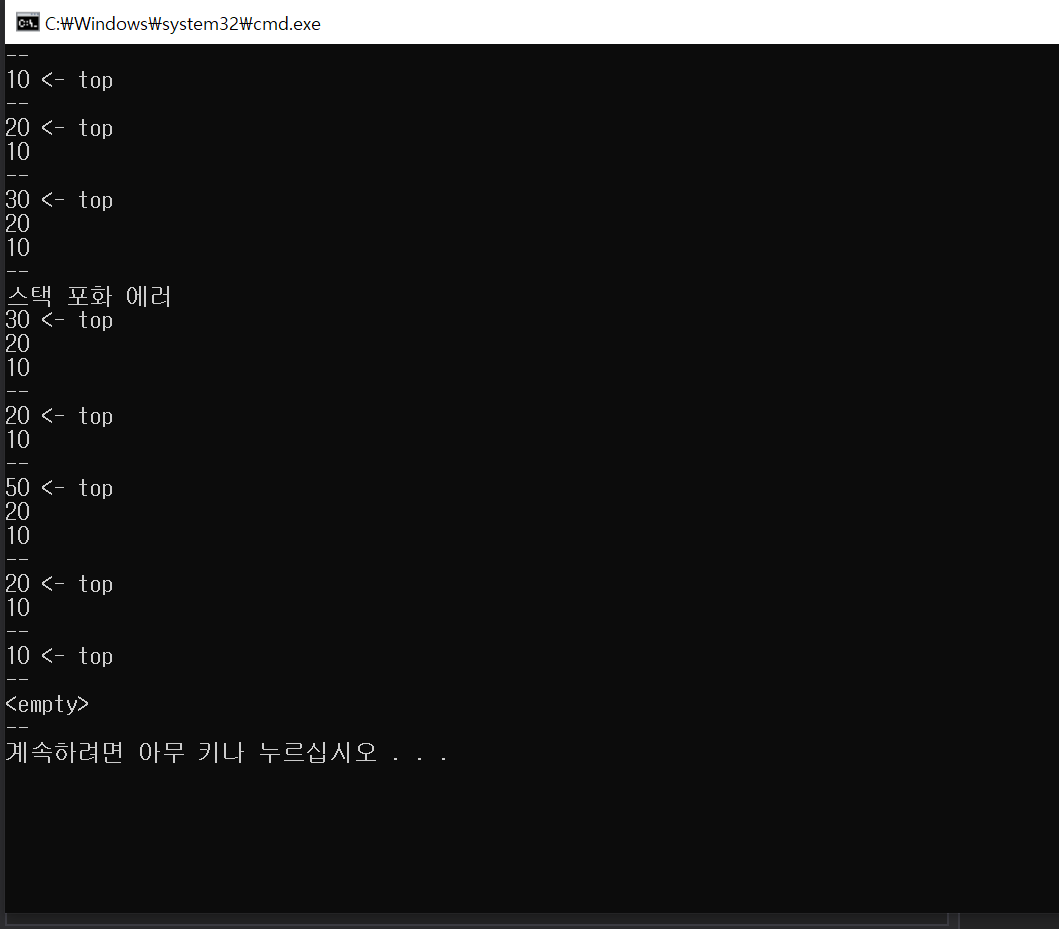 C:₩Windows₩system32₩cmd.exe
--
10 <- top
--
20 <- top
10
--
30 <- top
20
10
--
스택 포화 에러
30 <- top
20
10
--
20 <- top
10
--
50 <- top
20
10
--
20 <- top
10
--
10 <- top
--
<empty>
--
계속하려면 아무 키나 누르십시오 . . .